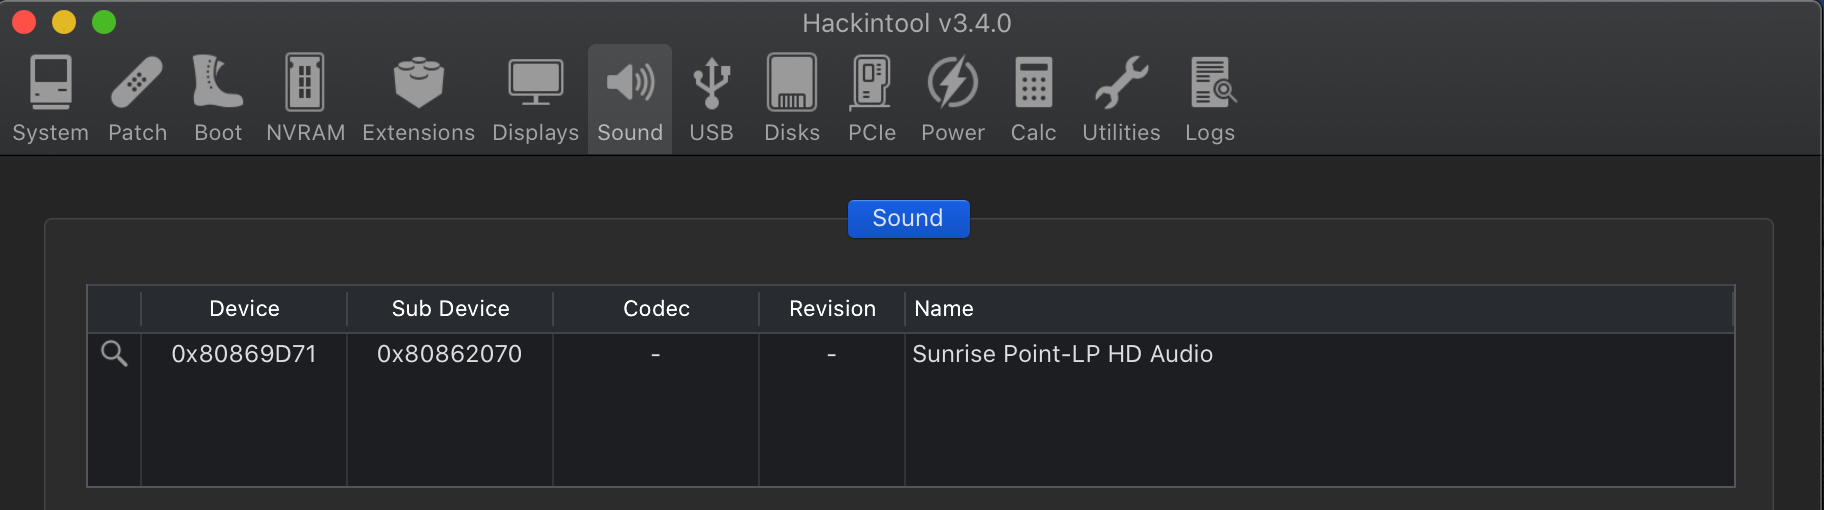 Hackintool v3.4.0
System Patch Boot NVRAM Extensions Displays Sound USB Disks PCIe Power Calc Utilities Logs
Sound
Device Sub Device Codec Revision Name
0x80869D71 0x80862070 - - Sunrise Point-LP HD Audio